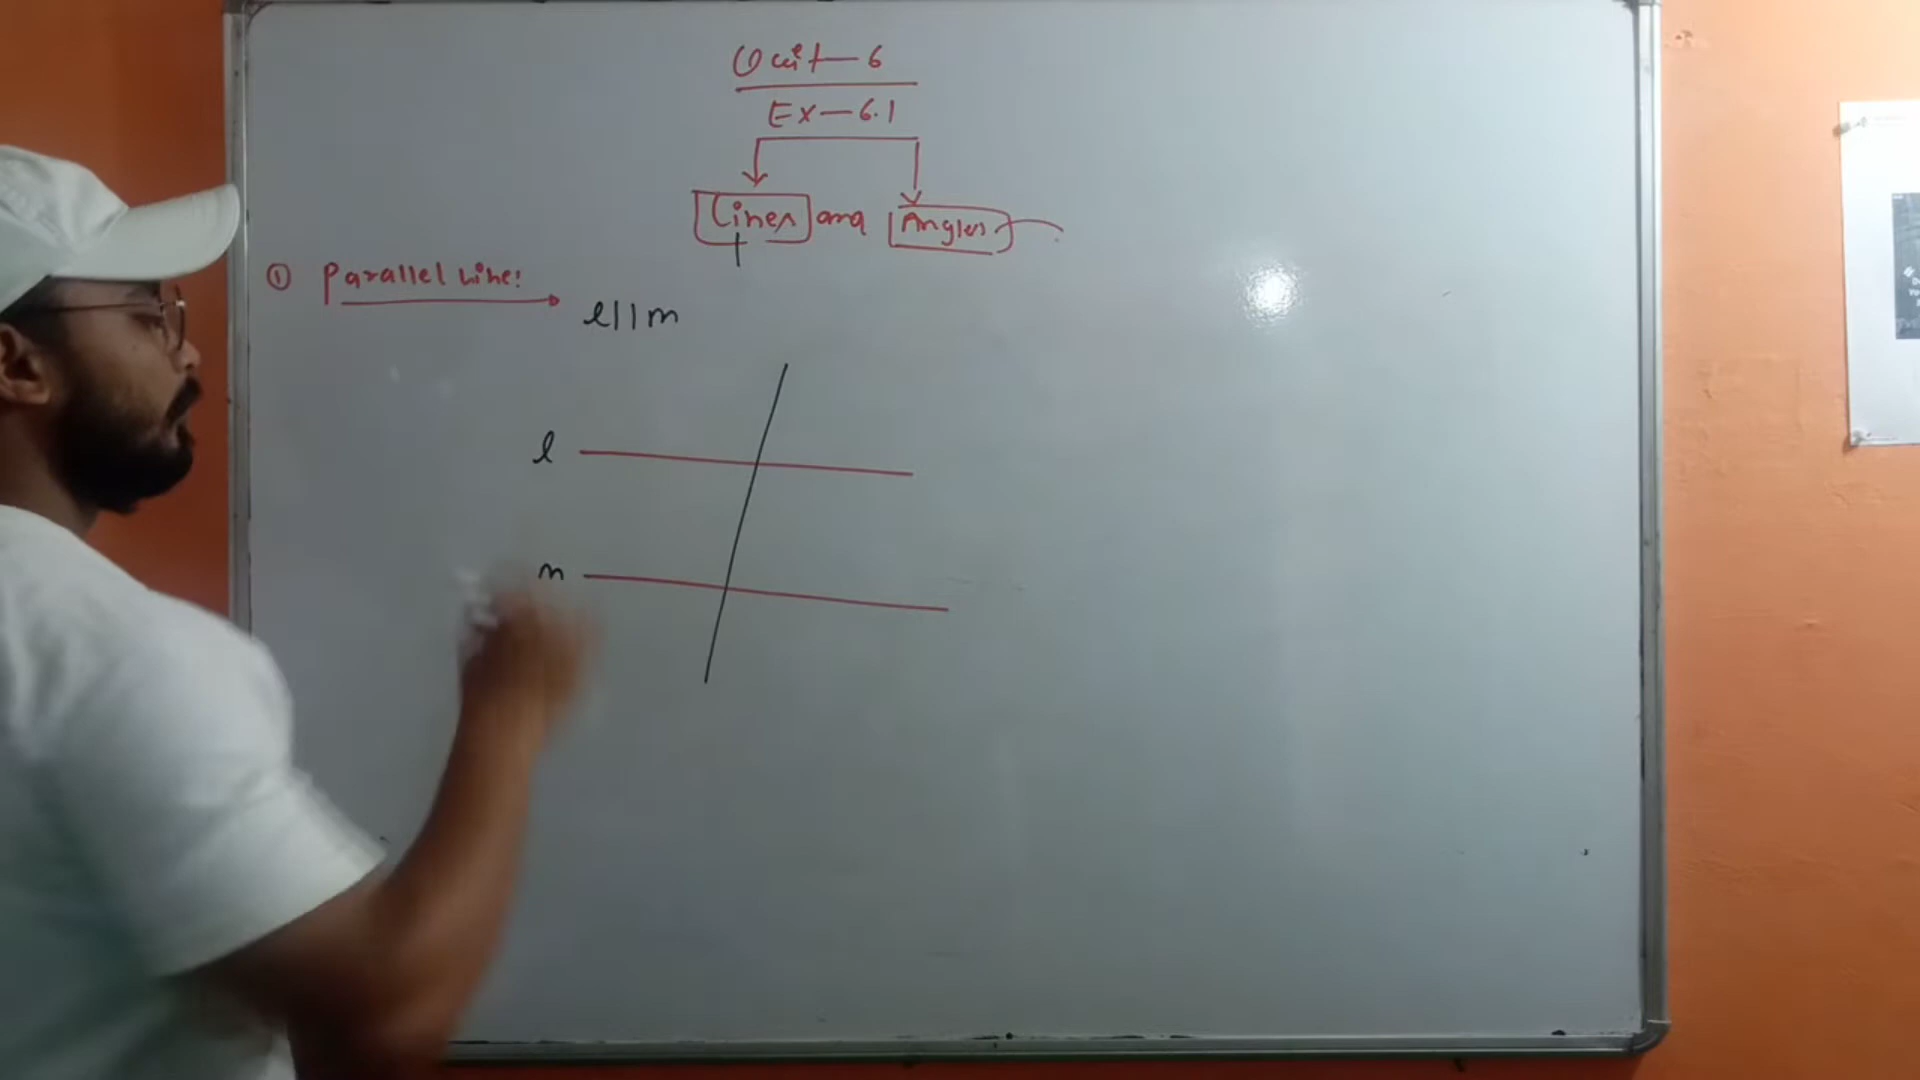 Unit-6
Ex-6.1
Lines and Angles
① Parallel line:
l||m
l
m